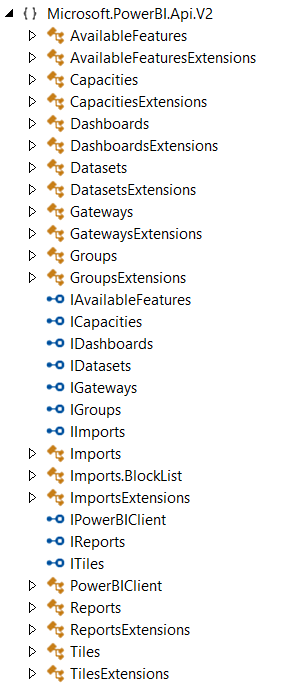 { } Microsoft.PowerBI.Api.V2
AvailableFeatures
AvailableFeaturesExtensions
Capacities
CapacitiesExtensions
Dashboards
DashboardsExtensions
Datasets
DatasetsExtensions
Gateways
GatewaysExtensions
Groups
GroupsExtensions
IAvailableFeatures
ICapacities
IDashboards
IDatasets
IGateways
IGroups
IImports
Imports
Imports.BlockList
ImportsExtensions
IPowerBIClient
IReports
ITiles
PowerBIClient
Reports
ReportsExtensions
Tiles
TilesExtensions